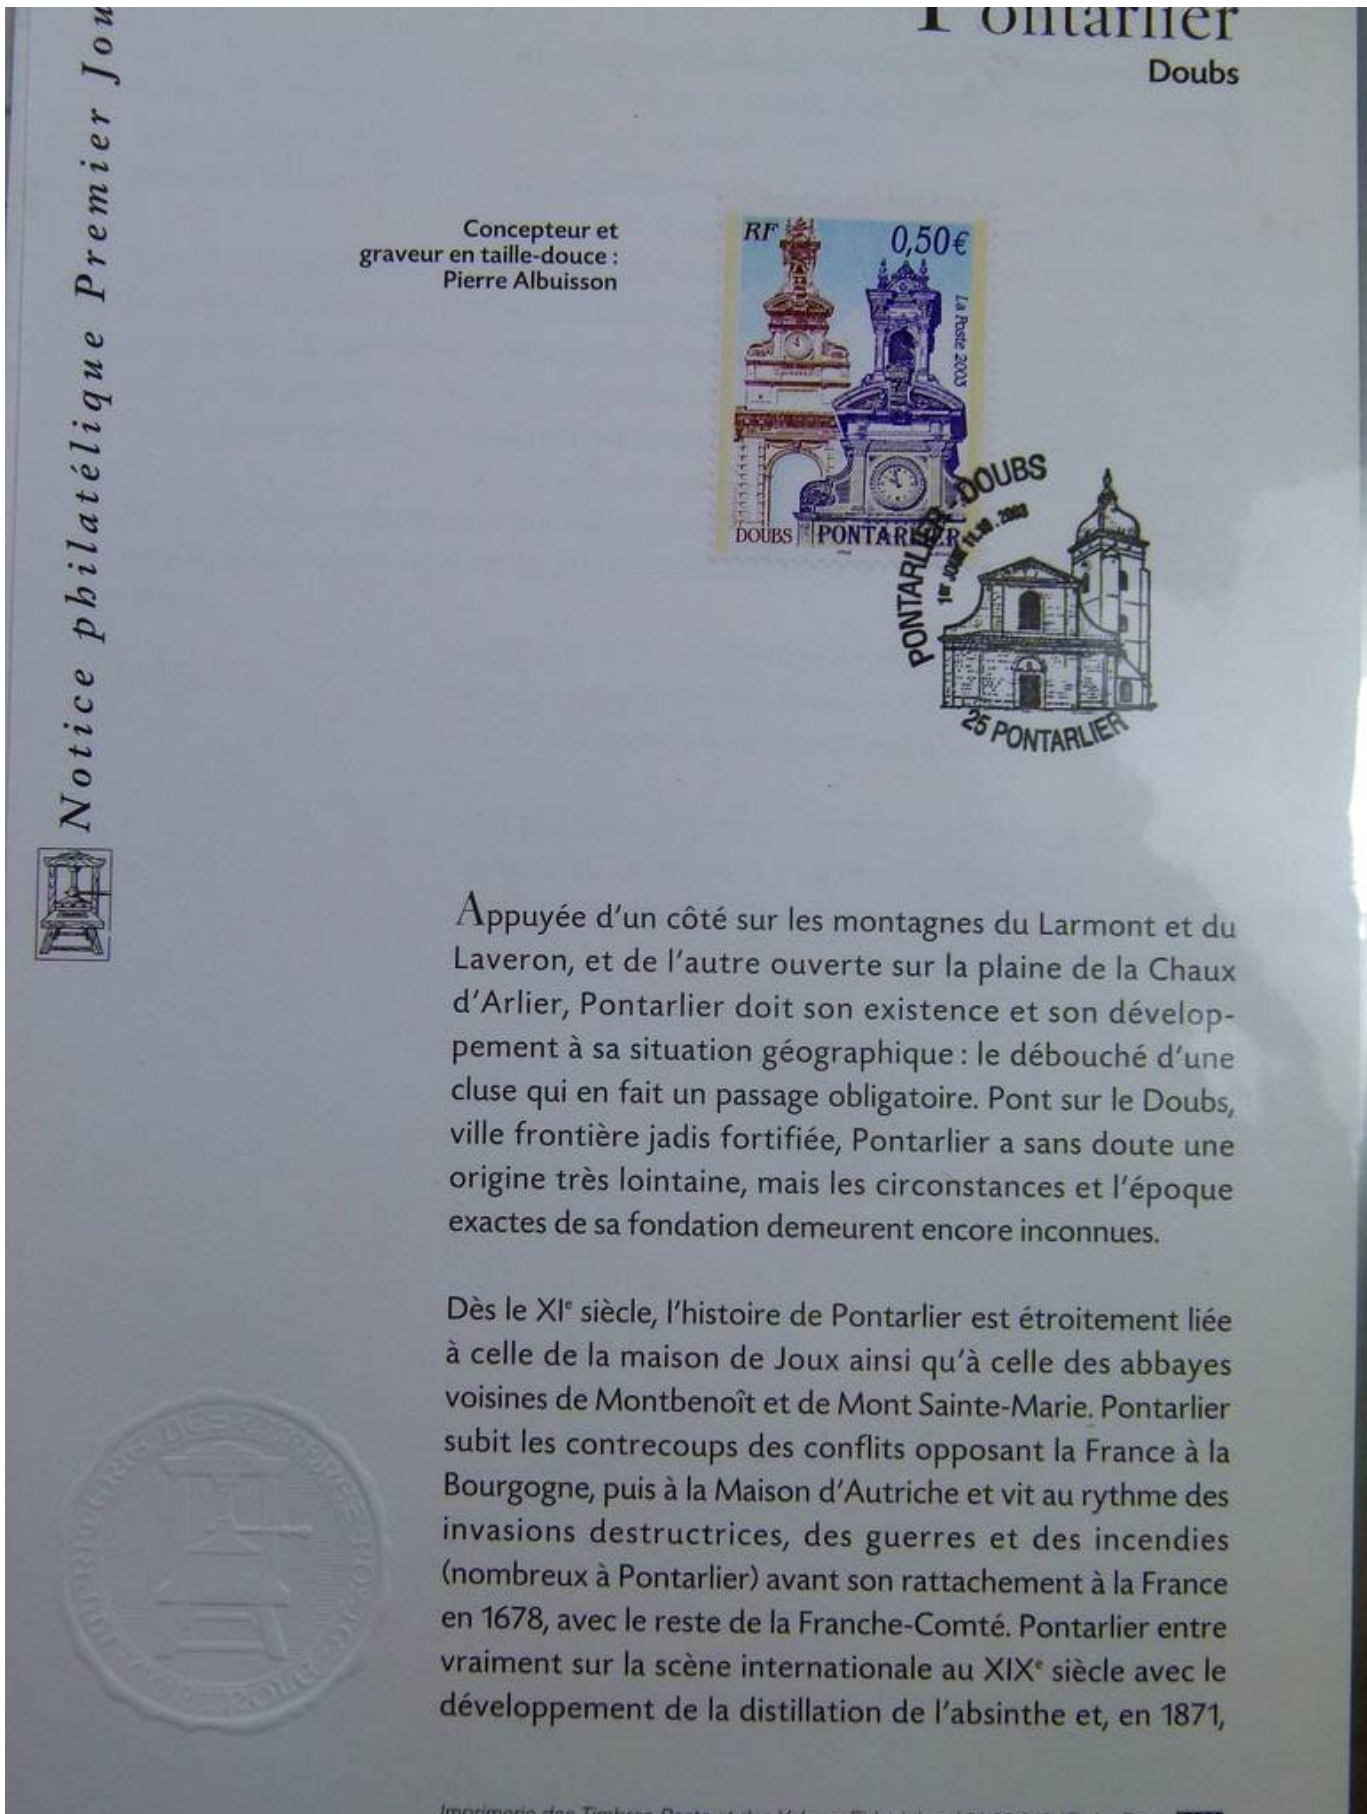 Pontarlier
Doubs
Notice philatélique Premier Jou
Concepteur et
graveur en taille-douce :
Pierre Albuisson
RF
0,50€
La Poste 2003
DOUBS PONTARLIER
PONTARLIER - DOUBS
1er JOUR 11.10.2003
25 PONTARLIER
Appuyée d'un côté sur les montagnes du Larmont et du
Laveron, et de l'autre ouverte sur la plaine de la Chaux
d'Arlier, Pontarlier doit son existence et son dévelop-
pement à sa situation géographique : le débouché d'une
cluse qui en fait un passage obligatoire. Pont sur le Doubs,
ville frontière jadis fortifiée, Pontarlier a sans doute une
origine très lointaine, mais les circonstances et l'époque
exactes de sa fondation demeurent encore inconnues.
Dès le XIe siècle, l'histoire de Pontarlier est étroitement liée
à celle de la maison de Joux ainsi qu'à celle des abbayes
voisines de Montbenoît et de Mont Sainte-Marie. Pontarlier
subit les contrecoups des conflits opposant la France à la
Bourgogne, puis à la Maison d'Autriche et vit au rythme des
invasions destructrices, des guerres et des incendies
(nombreux à Pontarlier) avant son rattachement à la France
en 1678, avec le reste de la Franche-Comté. Pontarlier entre
vraiment sur la scène internationale au XIXe siècle avec le
développement de la distillation de l'absinthe et, en 1871,